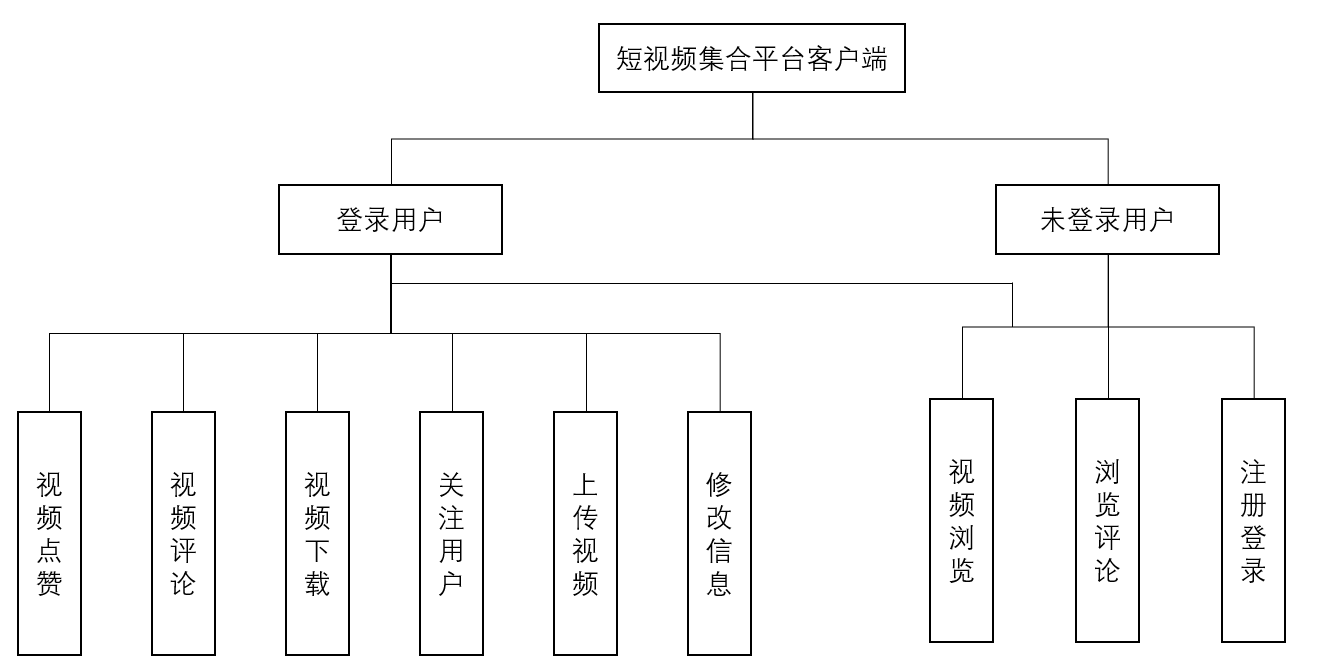 短视频集合平台客户端
登录用户
未登录用户
视频点赞
视频评论
视频下载
关注用户
上传视频
修改信息
视频浏览
浏览评论
注册登录